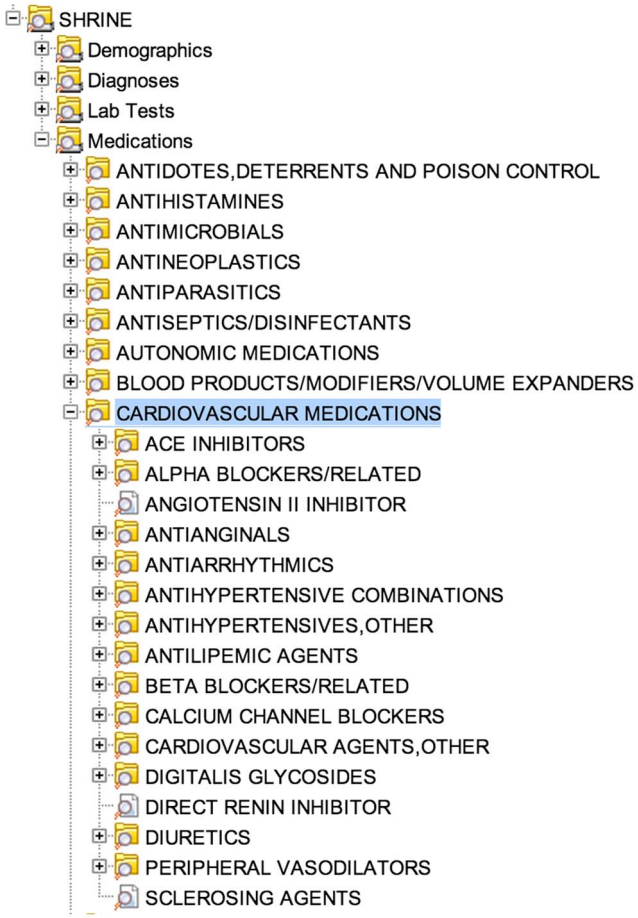 SHRINE
Demographics
Diagnoses
Lab Tests
Medications
ANTIDOTES,DETERRENTS AND POISON CONTROL
ANTIHISTAMINES
ANTIMICROBIALS
ANTINEOPLASTICS
ANTIPARASITICS
ANTISEPTICS/DISINFECTANTS
AUTONOMIC MEDICATIONS
BLOOD PRODUCTS/MODIFIERS/VOLUME EXPANDERS
CARDIOVASCULAR MEDICATIONS
ACE INHIBITORS
ALPHA BLOCKERS/RELATED
ANGIOTENSIN II INHIBITOR
ANTIANGINALS
ANTIARRHYTHMICS
ANTIHYPERTENSIVE COMBINATIONS
ANTIHYPERTENSIVES,OTHER
ANTILIPEMIC AGENTS
BETA BLOCKERS/RELATED
CALCIUM CHANNEL BLOCKERS
CARDIOVASCULAR AGENTS,OTHER
DIGITALIS GLYCOSIDES
DIRECT RENIN INHIBITOR
DIURETICS
PERIPHERAL VASODILATORS
SCLEROSING AGENTS